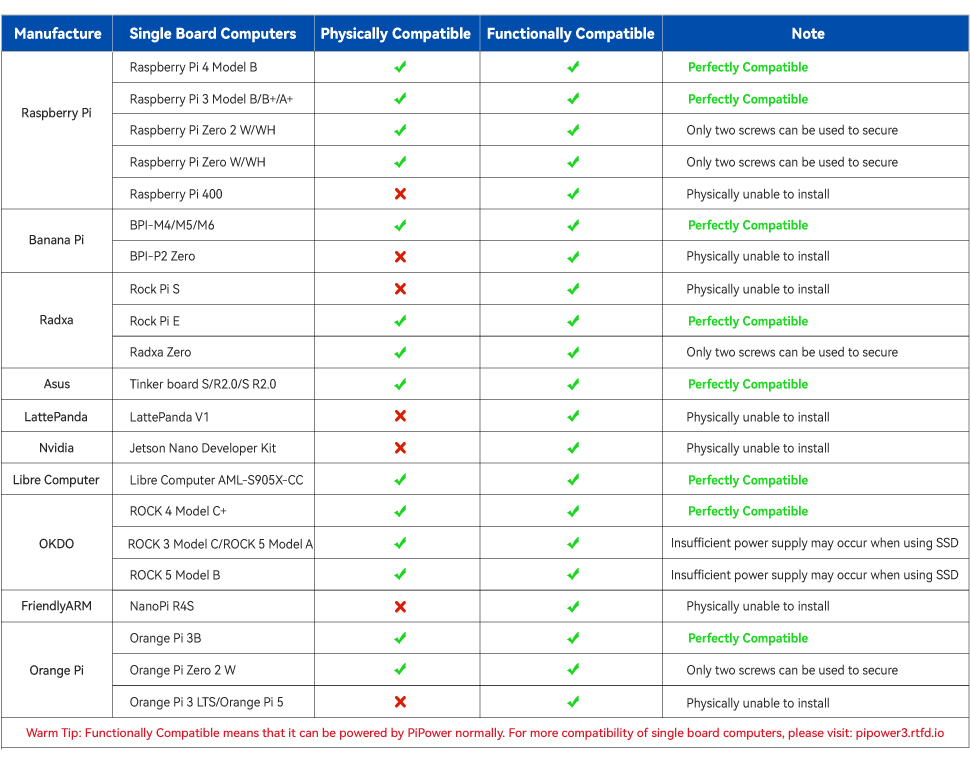 Manufacture Single Board Computers Physically Compatible Functionally Compatible Note
Raspberry Pi
Raspberry Pi 4 Model B Perfectly Compatible
Raspberry Pi 3 Model B/B+/A+ Perfectly Compatible
Raspberry Pi Zero 2 W/WH Only two screws can be used to secure
Raspberry Pi Zero W/WH Only two screws can be used to secure
Raspberry Pi 400 Physically unable to install
Banana Pi
BPI-M4/M5/M6 Perfectly Compatible
BPI-P2 Zero Physically unable to install
Radxa
Rock Pi S Physically unable to install
Rock Pi E Perfectly Compatible
Radxa Zero Only two screws can be used to secure
Asus Tinker board S/R2.0/S R2.0 Perfectly Compatible
LattePanda LattePanda V1 Physically unable to install
Nvidia Jetson Nano Developer Kit Physically unable to install
Libre Computer Libre Computer AML-S905X-CC Perfectly Compatible
OKDO
ROCK 4 Model C+ Perfectly Compatible
ROCK 3 Model C/ROCK 5 Model A Insufficient power supply may occur when using SSD
ROCK 5 Model B Insufficient power supply may occur when using SSD
FriendlyARM NanoPi R4S Physically unable to install
Orange Pi
Orange Pi 3B Perfectly Compatible
Orange Pi Zero 2 W Only two screws can be used to secure
Orange Pi 3 LTS/Orange Pi 5 Physically unable to install
Warm Tip: Functionally Compatible means that it can be powered by PiPower normally. For more compatibility of single board computers, please visit: pipower3.rtfd.io